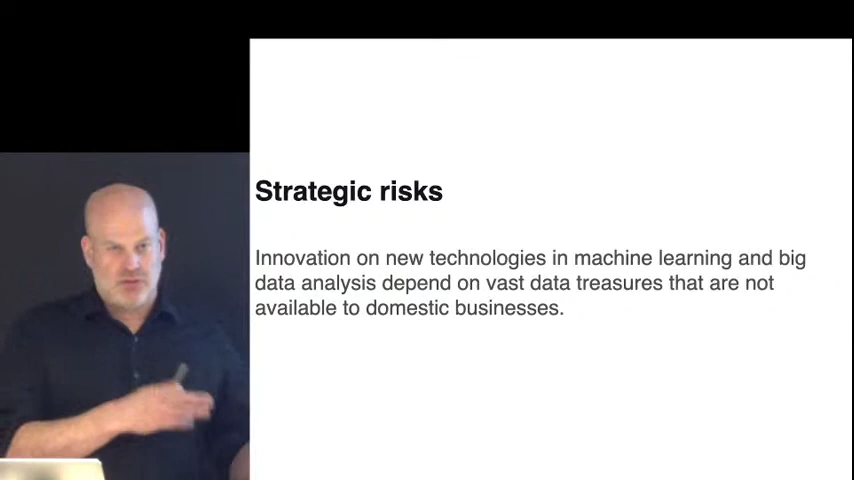 Strategic risks
Innovation on new technologies in machine learning and big
data analysis depend on vast data treasures that are not
available to domestic businesses.